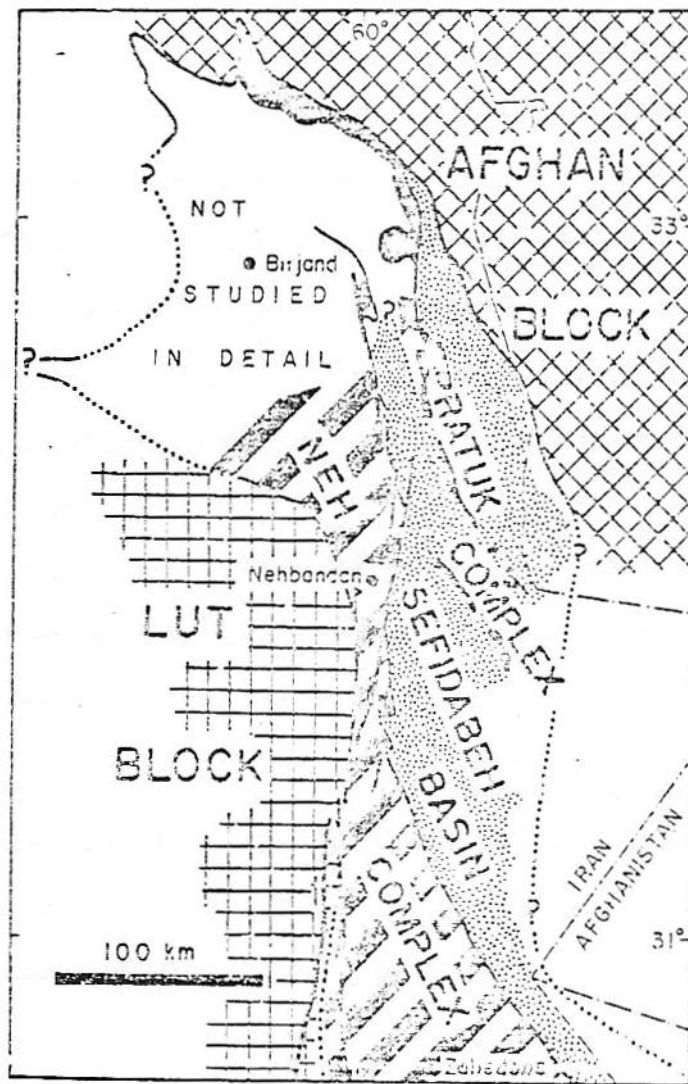 60°
AFGHAN
33°
NOT
Birjand
STUDIED
BLOCK
IN DETAIL
RATUK
NEH
COMPLEX
Nehbandan
SEFIDABEH
LUT
BLOCK
BASIN
IRAN
AFGHANISTAN
COMPLEX
100 km
31°
Zahedan
?
?
?
?
?
?